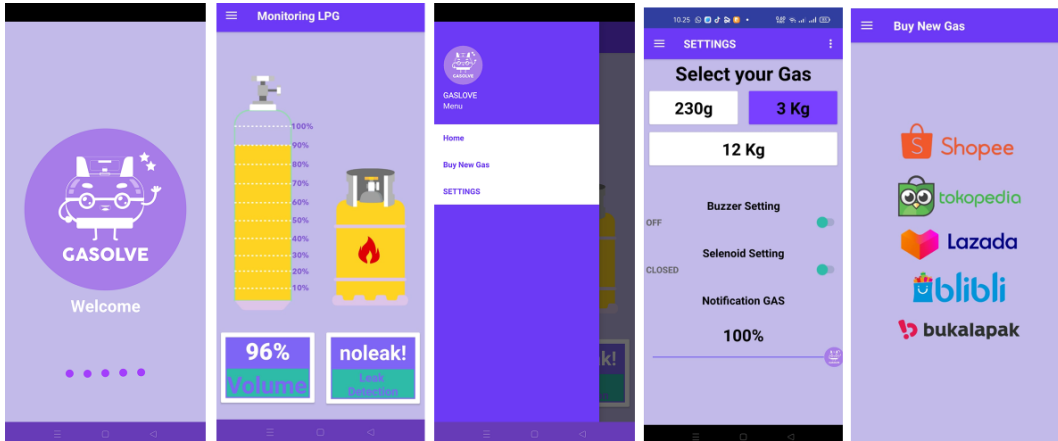 GASOLVE
Welcome
Monitoring LPG
100%
90%
80%
70%
60%
50%
40%
30%
20%
10%
96%
Volume
noleak!
Leak
Detection
GASOLVE
GASLOVE
Menu
Home
Buy New Gas
SETTINGS
k!
10.25
SETTINGS
Select your Gas
230g
3 Kg
12 Kg
Buzzer Setting
OFF
Selenoid Setting
CLOSED
Notification GAS
100%
Buy New Gas
Shopee
tokopedia
Lazada
blibli
bukalapak